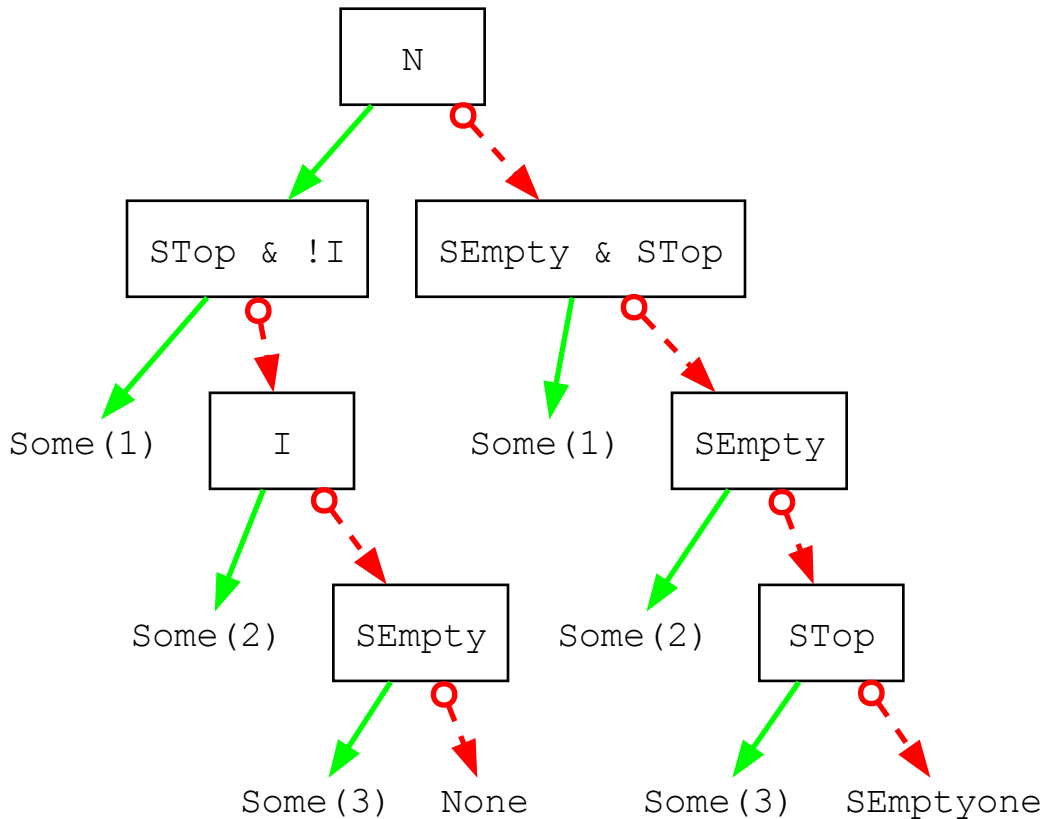 N
STop & !I
SEmpty & STop
Some(1)
I
Some(1)
SEmpty
Some(2)
SEmpty
Some(2)
STop
Some(3)
None
Some(3)
SEmptyone